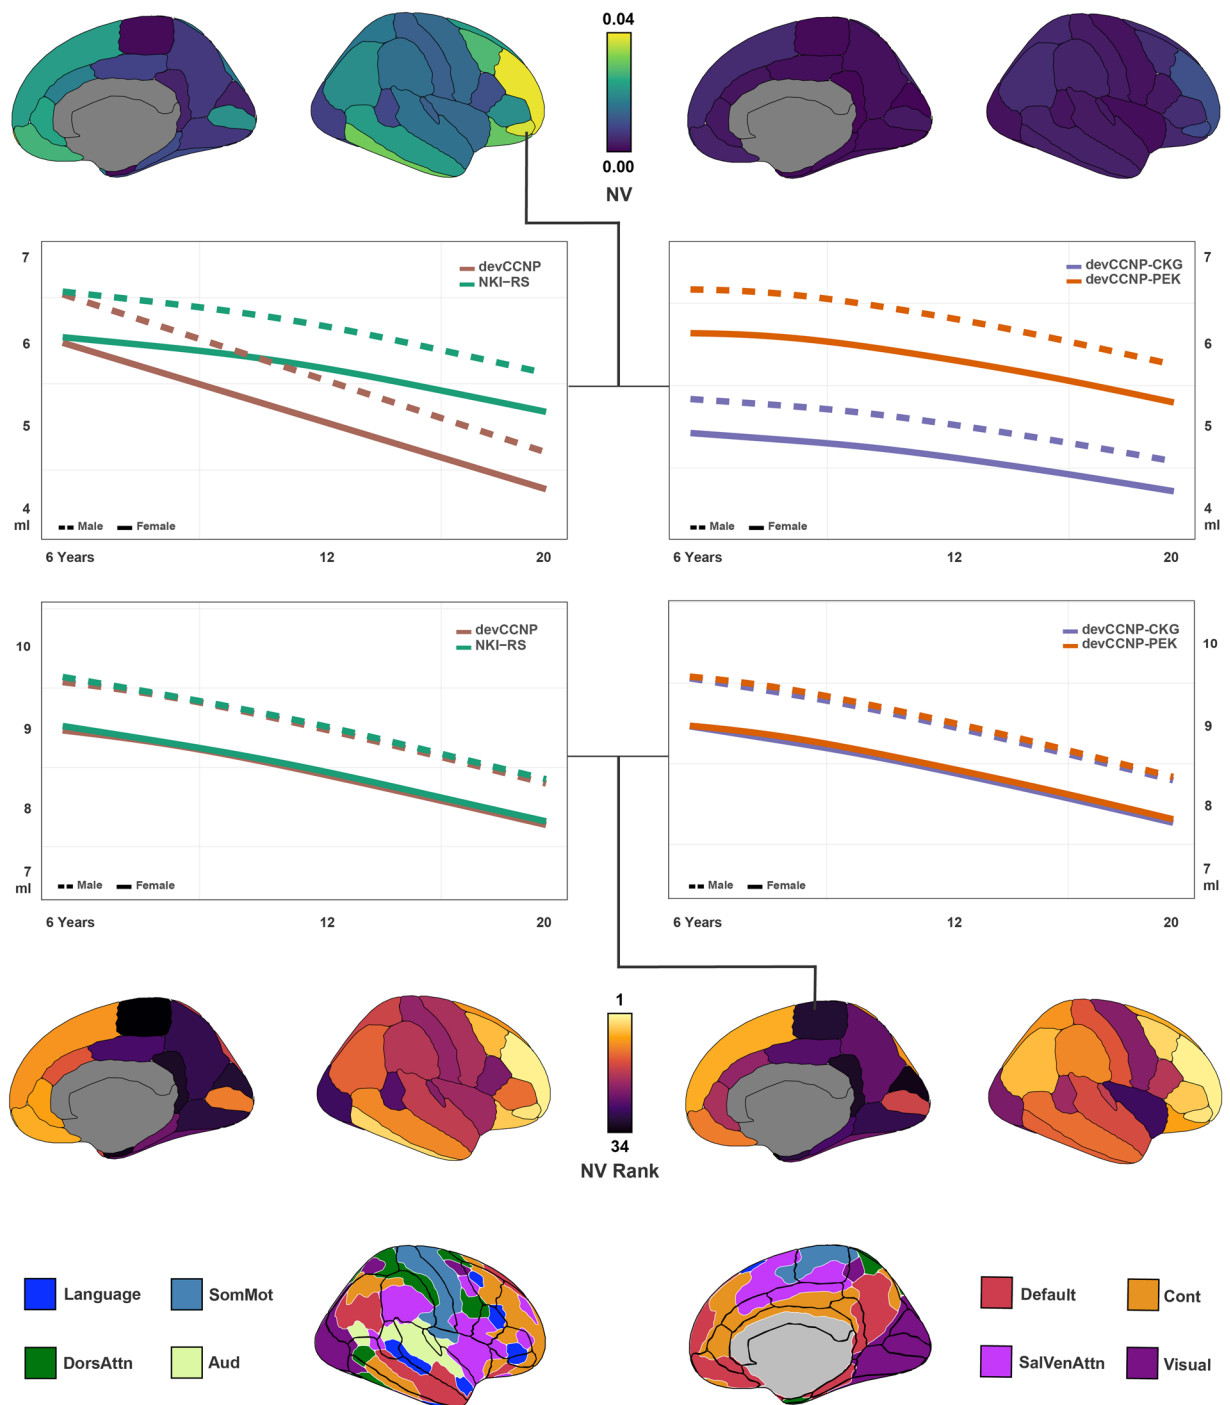 0.04
0.00
NV
7
6
5
4
ml
devCCNP
NKI−RS
Male Female
6 Years 12 20
devCCNP-CKG
devCCNP-PEK
7
6
5
4
ml
Male Female
6 Years 12 20
10
9
8
7
ml
devCCNP
NKI−RS
Male Female
6 Years 12 20
devCCNP-CKG
devCCNP-PEK
10
9
8
7
ml
Male Female
6 Years 12 20
1
34
NV Rank
Language SomMot
DorsAttn Aud
Default Cont
SalVenAttn Visual